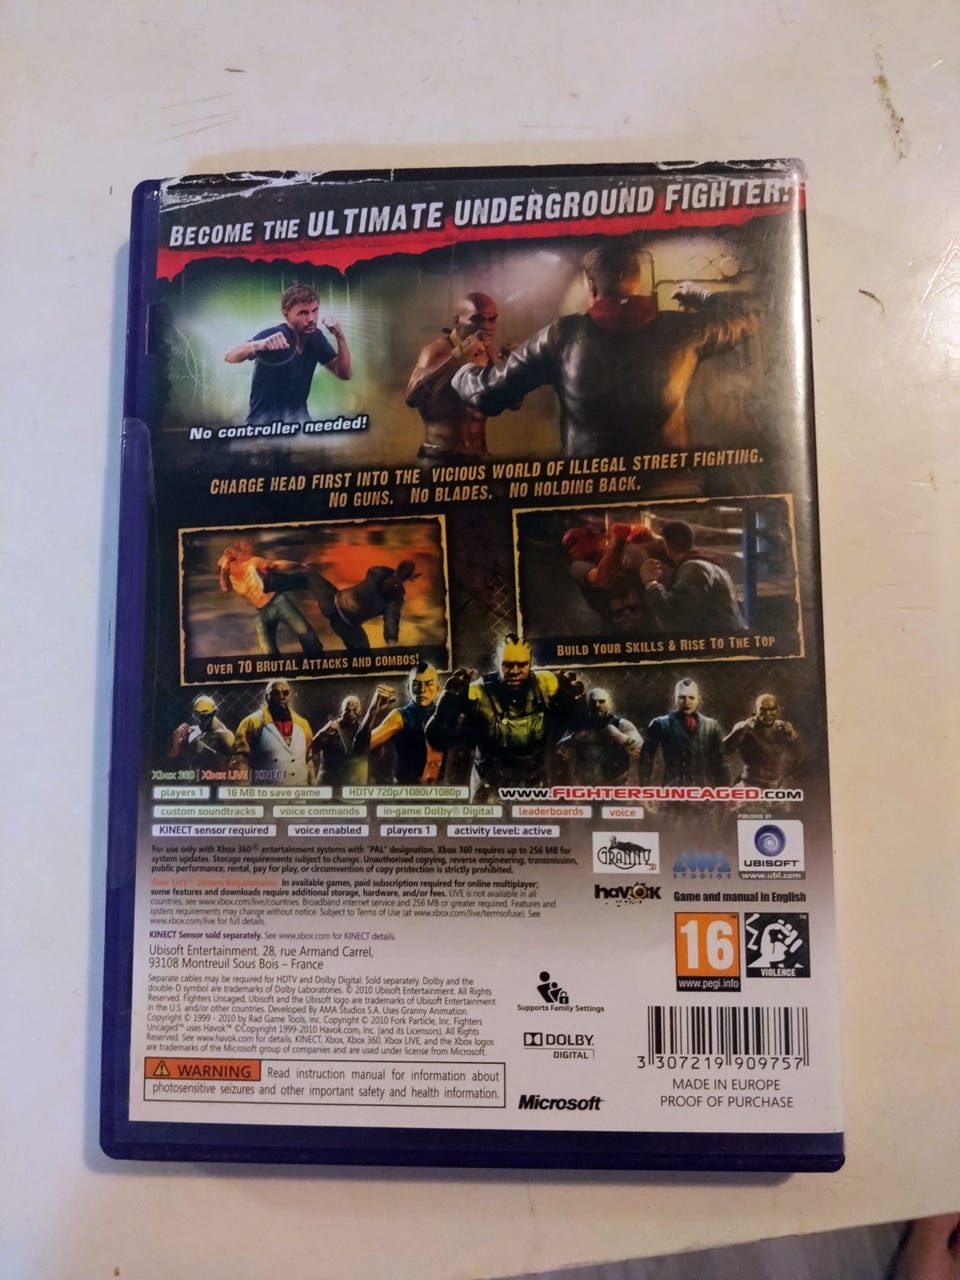 BECOME THE ULTIMATE UNDERGROUND FIGHTER!
No controller needed!
CHARGE HEAD FIRST INTO THE VICIOUS WORLD OF ILLEGAL STREET FIGHTING.
NO GUNS. NO BLADES. NO HOLDING BACK.
OVER 70 BRUTAL ATTACKS AND COMBOS!
BUILD YOUR SKILLS & RISE TO THE TOP
Xbox 360 | Xbox LIVE | KINECT
players 1 16 MB to save game HDTV 720p/1080i/1080p
WWW.FIGHTERSUNCAGED.COM
custom soundtracks voice commands in-game Dolby® Digital leaderboards voice
KINECT sensor required voice enabled players 1 activity level: active
For use only with Xbox 360® entertainment systems with "PAL" designation. Xbox 360 requires up to 256 MB for
system updates. Storage requirements subject to change. Unauthorised copying, reverse engineering, transmission,
public performance, rental, pay for play, or circumvention of copy protection is strictly prohibited.
Xbox LIVE – System Requirements: In available games, paid subscription required for online multiplayer;
some features and downloads require additional storage, hardware, and/or fees. LIVE is not available in all
countries, see www.xbox.com/live/countries. Broadband internet service and 256 MB or greater required. Features and
system requirements may change without notice. Subject to Terms of Use (at www.xbox.com/live/termsofuse). See
www.xbox.com/live for full details.
KINECT Sensor sold separately. See www.xbox.com for KINECT details.
Ubisoft Entertainment. 28, rue Armand Carrel,
93108 Montreuil Sous Bois – France
Separate cables may be required for HDTV and Dolby Digital. Sold separately. Dolby and the
double-D symbol are trademarks of Dolby Laboratories. © 2010 Ubisoft Entertainment. All Rights
Reserved. Fighters Uncaged, Ubisoft and the Ubisoft logo are trademarks of Ubisoft Entertainment
in the U.S. and/or other countries. Developed By AMA Studios S.A. Uses Granny Animation.
Copyright © 1999 - 2010 by Rad Game Tools, Inc. Copyright © 2010 Fork Particle, Inc. Fighters
Uncaged™ uses Havok™ ©Copyright 1999-2010 Havok.com, Inc. (and its Licensors). All Rights
Reserved. See www.havok.com for details. KINECT, Xbox, Xbox 360, Xbox LIVE, and the Xbox logos
are trademarks of the Microsoft group of companies and are used under license from Microsoft.
WARNING Read instruction manual for information about
photosensitive seizures and other important safety and health information.
GRANNY 3D
AMA
STUDIOS
PUBLISHED BY
UBISOFT™
www.ubi.com
havok
Game and manual in English
16™
www.pegi.info
™
VIOLENCE
Supports Family Settings
DOLBY
DIGITAL
Microsoft®
3 307219 909757
MADE IN EUROPE
PROOF OF PURCHASE